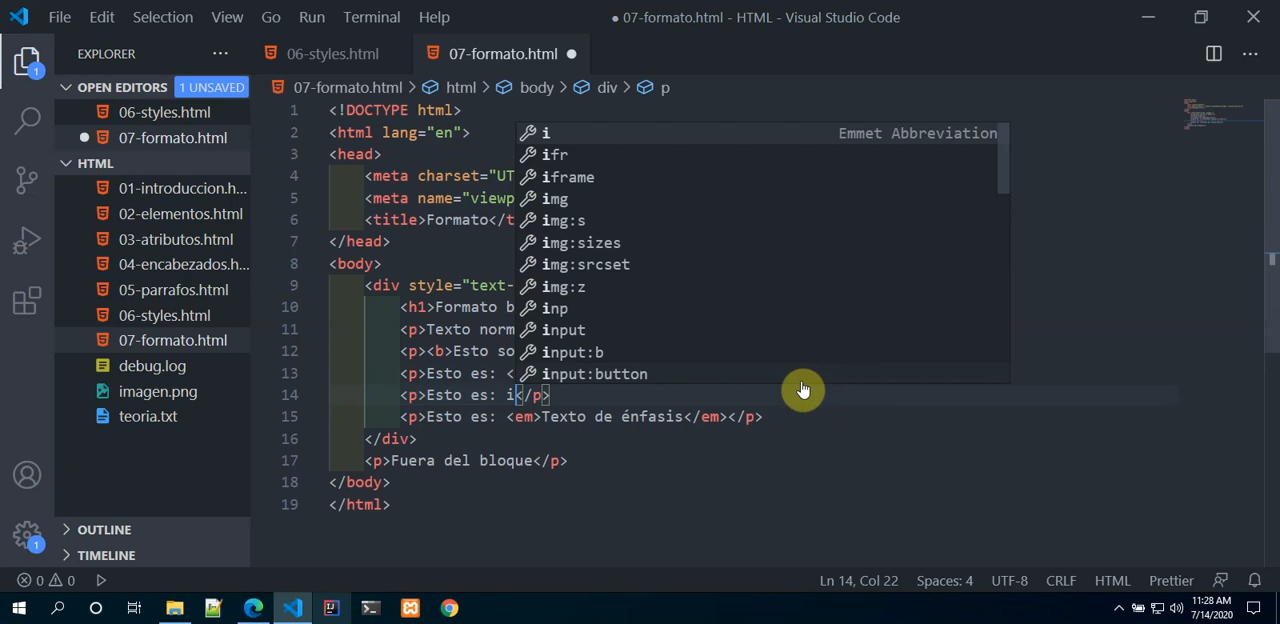 File Edit Selection View Go Run Terminal Help
● 07-formato.html - HTML - Visual Studio Code
EXPLORER ...
06-styles.html
07-formato.html ●
OPEN EDITORS 1 UNSAVED
06-styles.html
07-formato.html
HTML
01-introduccion.h...
02-elementos.html
03-atributos.html
04-encabezados.h...
05-parrafos.html
06-styles.html
07-formato.html
debug.log
imagen.png
teoria.txt
OUTLINE
TIMELINE
1
1
07-formato.html > html > body > div > p
1 <!DOCTYPE html>
2 <html lang="en">
3 <head>
4 <meta charset="UT
5 <meta name="viewp
6 <title>Formato</t
7 </head>
8 <body>
9 <div style="text-
10 <h1>Formato b
11 <p>Texto norm
12 <p><b>Esto so
13 <p>Esto es: <
14 <p>Esto es: i</p>
15 <p>Esto es: <em>Texto de énfasis</em></p>
16 </div>
17 <p>Fuera del bloque</p>
18 </body>
19 </html>
i Emmet Abbreviation
ifr
iframe
img
img:s
img:sizes
img:srcset
img:z
inp
input
input:b
input:button
0 0 Ln 14, Col 22 Spaces: 4 UTF-8 CRLF HTML Prettier
11:28 AM
7/14/2020